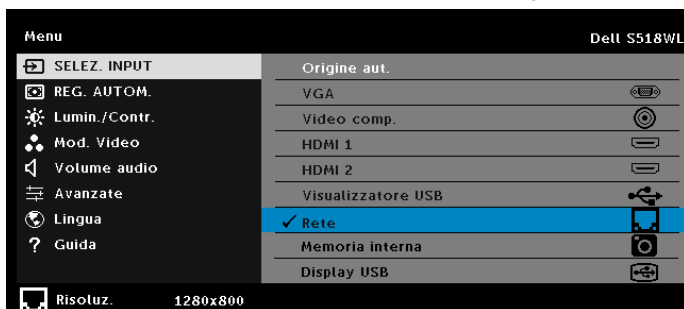 Menu Dell S518WL
SELEZ. INPUT
REG. AUTOM.
Lumin./Contr.
Mod. Video
Volume audio
Avanzate
Lingua
? Guida
Origine aut.
VGA
Video comp.
HDMI 1
HDMI 2
Visualizzatore USB
✓ Rete
Memoria interna
Display USB
Risoluz. 1280x800